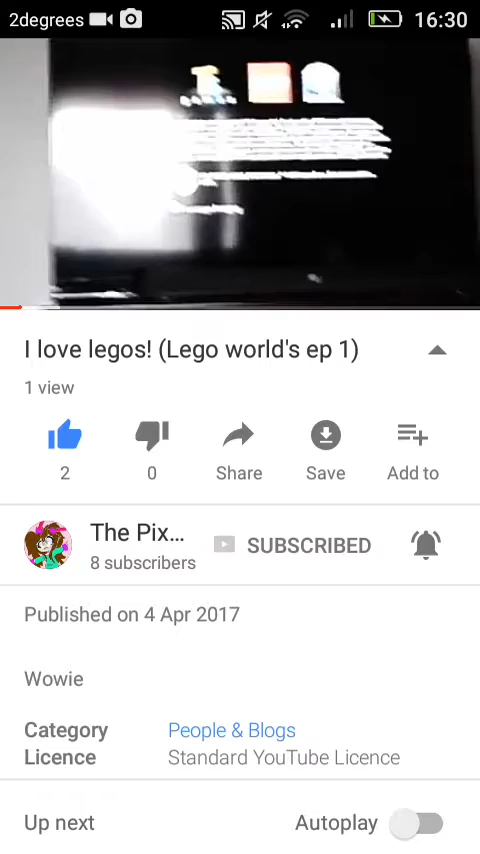 2degrees 16:30
I love legos! (Lego world's ep 1)
1 view
2 0 Share Save Add to
The Pix... SUBSCRIBED
8 subscribers
Published on 4 Apr 2017
Wowie
Category People & Blogs
Licence Standard YouTube Licence
Up next Autoplay